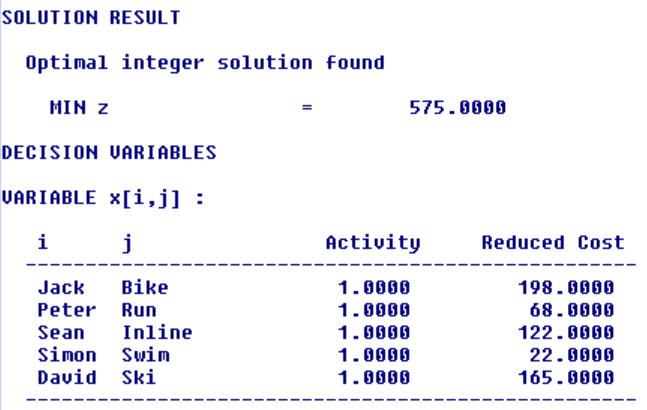 SOLUTION RESULT
Optimal integer solution found
MIN z = 575.0000
DECISION VARIABLES
VARIABLE x[i,j] :
i j Activity Reduced Cost
Jack Bike 1.0000 198.0000
Peter Run 1.0000 68.0000
Sean Inline 1.0000 122.0000
Simon Swim 1.0000 22.0000
David Ski 1.0000 165.0000